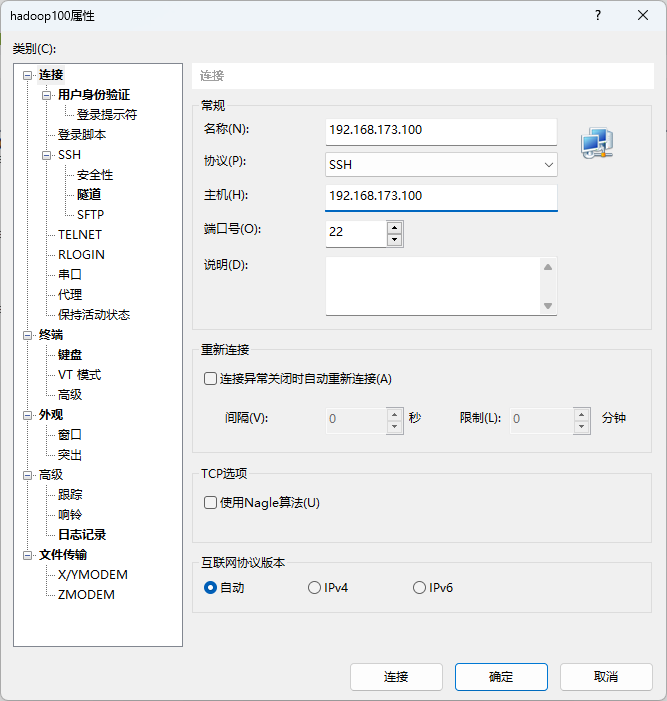 hadoop100属性
类别(C):
连接
用户身份验证
登录提示符
登录脚本
SSH
安全性
隧道
SFTP
TELNET
RLOGIN
串口
代理
保持活动状态
终端
键盘
VT 模式
高级
外观
窗口
突出
高级
跟踪
响铃
日志记录
文件传输
X/YMODEM
ZMODEM
连接
常规
名称(N): 192.168.173.100
协议(P): SSH
主机(H): 192.168.173.100
端口号(O): 22
说明(D):
重新连接
连接异常关闭时自动重新连接(A)
间隔(V): 0 秒 限制(L): 0 分钟
TCP选项
使用Nagle算法(U)
互联网协议版本
自动 IPv4 IPv6
连接 确定 取消